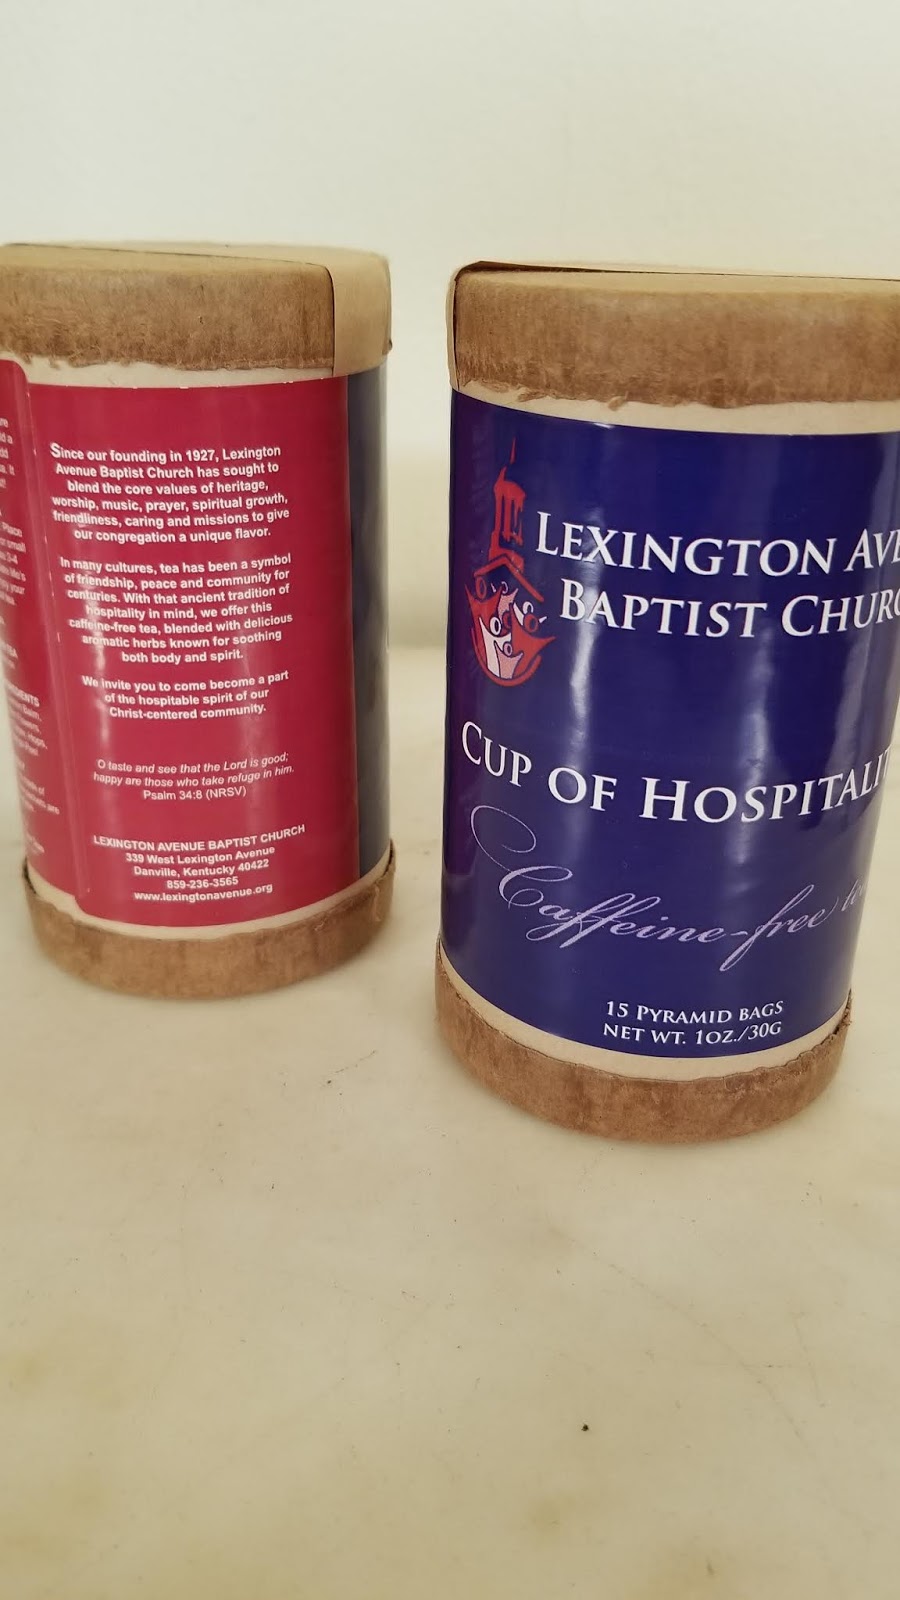 Since our founding in 1927, Lexington
Avenue Baptist Church has sought to
blend the core values of heritage,
worship, music, prayer, spiritual growth,
friendliness, caring and missions to give
our congregation a unique flavor.
In many cultures, tea has been a symbol
of friendship, peace and community for
centuries. With that ancient tradition of
hospitality in mind, we offer this
caffeine-free tea, blended with delicious
aromatic herbs known for soothing
both body and spirit.
We invite you to come become a part
of the hospitable spirit of our
Christ-centered community.
O taste and see that the Lord is good;
happy are those who take refuge in him.
Psalm 34:8 (NRSV)
LEXINGTON AVENUE BAPTIST CHURCH
339 West Lexington Avenue
Danville, Kentucky 40422
859-236-3565
www.lexingtonavenue.org
LEXINGTON AVE
BAPTIST CHURC
CUP OF HOSPITALI
Caffeine-free
15 PYRAMID BAGS
NET WT. 1OZ./30G